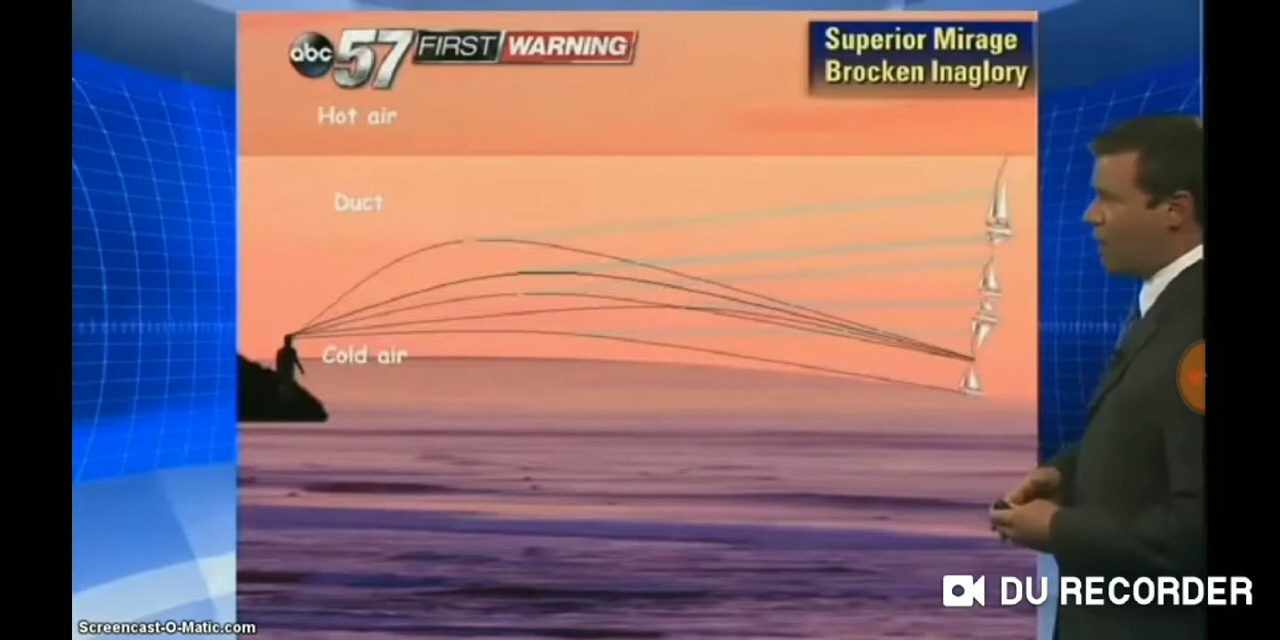 abc 57 FIRST WARNING
Superior Mirage
Brocken Inaglory
Hot air
Duct
Cold air
DU RECORDER
Screencast-O-Matic.com